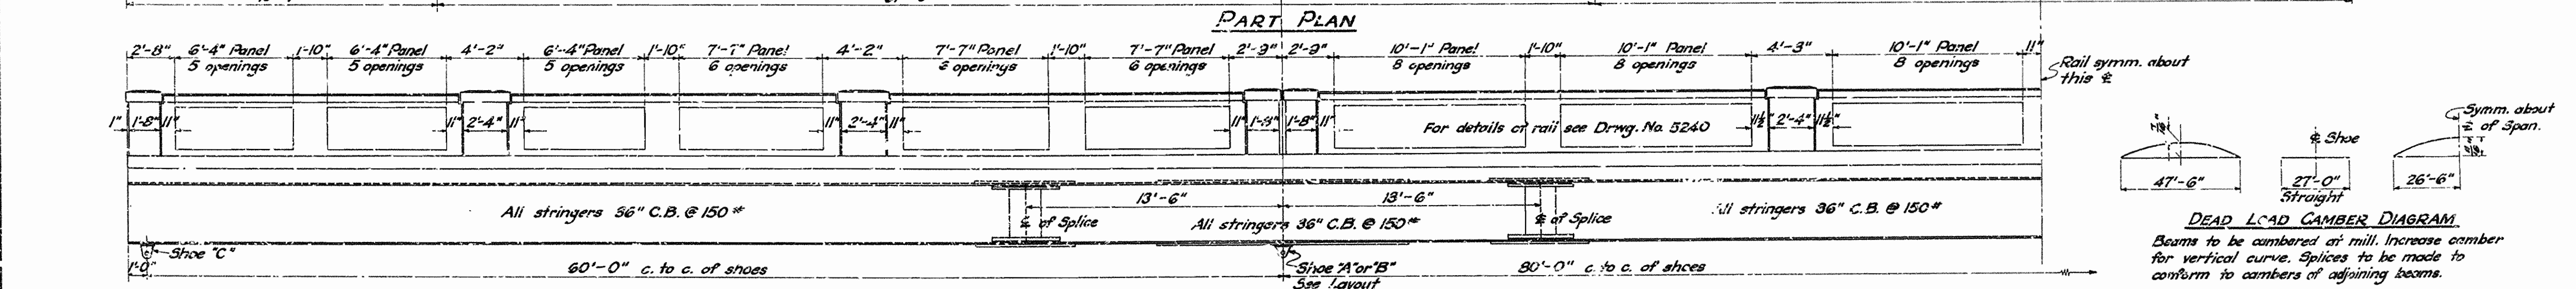 PART PLAN
2'-8" 6'-4" Panel 1'-10" 6'-4" Panel 4'-2" 6'-4" Panel 1'-10" 7'-7" Panel 4'-2" 7'-7" Panel 1'-10" 7'-7" Panel 2'-9" 2'-9" 10'-1" Panel 1'-10" 10'-1" Panel 4'-3" 10'-1" Panel 11"
5 openings 5 openings 5 openings 6 openings 6 openings 6 openings 8 openings 8 openings 8 openings
Rail symm. about
this ℄
1" 1'-8" 11" 11" 2'-4" 11" 11" 2'-4" 11" 11" 1'-8" 1'-8" 11" For details of rail see Drwg. No. 5240 11½" 2'-4" 11½"
Symm. about
℄ of Span.
℄ Shoe
47'-6" 27'-0" 26'-6"
Straight
13'-6" 13'-6"
All stringers 36" C.B. @ 150# ℄ of Splice All stringers 36" C.B. @ 150# ℄ of Splice All stringers 36" C.B. @ 150#
DEAD LOAD CAMBER DIAGRAM
Beams to be cambered at mill. Increase camber
for vertical curve. Splices to be made to
conform to cambers of adjoining beams.
Shoe "C"
1'-0" 60'-0" c. to c. of shoes Shoe "A" or "B" 80'-0" c. to c. of shoes
See Layout